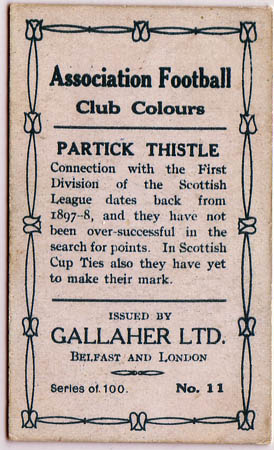 Association Football
Club Colours
PARTICK THISTLE
Connection with the First
Division of the Scottish
League dates back from
1897-8, and they have not
been over-successful in the
search for points. In Scottish
Cup Ties also they have yet
to make their mark.
ISSUED BY
GALLAHER LTD.
BELFAST AND LONDON
Series of. 100. No. 11